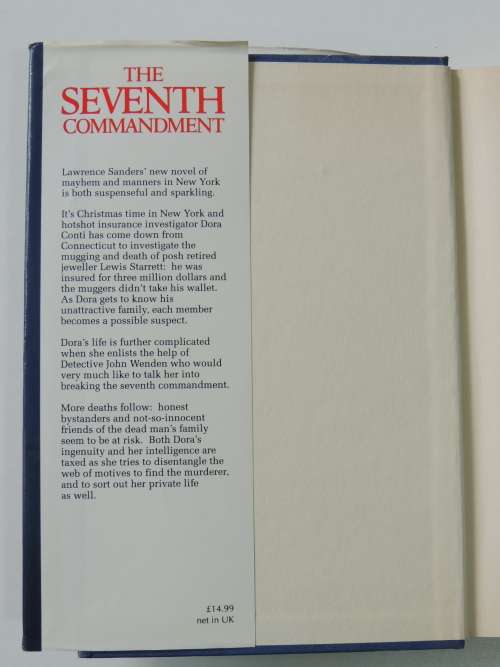 THE
SEVENTH
COMMANDMENT
Lawrence Sanders' new novel of
mayhem and manners in New York
is both suspenseful and sparkling.
It's Christmas time in New York and
hotshot insurance investigator Dora
Conti has come down from
Connecticut to investigate the
mugging and death of posh retired
jeweller Lewis Starrett: he was
insured for three million dollars and
the muggers didn't take his wallet.
As Dora gets to know his
unattractive family, each member
becomes a possible suspect.
Dora's life is further complicated
when she enlists the help of
Detective John Wenden who would
very much like to talk her into
breaking the seventh commandment.
More deaths follow: honest
bystanders and not-so-innocent
friends of the dead man's family
seem to be at risk. Both Dora's
ingenuity and her intelligence are
taxed as she tries to disentangle the
web of motives to find the murderer,
and to sort out her private life
as well.
£14.99
net in UK